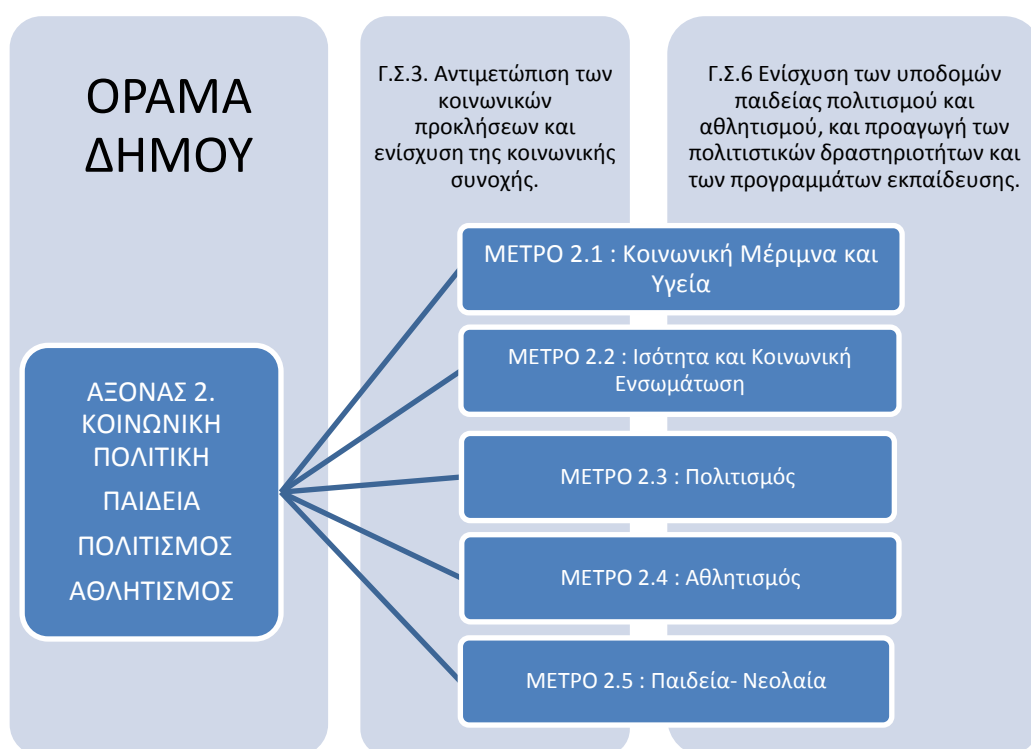 ΟΡΑΜΑ
ΔΗΜΟΥ
Γ.Σ.3. Αντιμετώπιση των
κοινωνικών
προκλήσεων και
ενίσχυση της κοινωνικής
συνοχής.
Γ.Σ.6 Ενίσχυση των υποδομών
παιδείας πολιτισμού και
αθλητισμού, και προαγωγή των
πολιτιστικών δραστηριοτήτων και
των προγραμμάτων εκπαίδευσης.
ΑΞΟΝΑΣ 2.
ΚΟΙΝΩΝΙΚΗ
ΠΟΛΙΤΙΚΗ
ΠΑΙΔΕΙΑ
ΠΟΛΙΤΙΣΜΟΣ
ΑΘΛΗΤΙΣΜΟΣ
ΜΕΤΡΟ 2.1 : Κοινωνική Μέριμνα και
Υγεία
ΜΕΤΡΟ 2.2 : Ισότητα και Κοινωνική
Ενσωμάτωση
ΜΕΤΡΟ 2.3 : Πολιτισμός
ΜΕΤΡΟ 2.4 : Αθλητισμός
ΜΕΤΡΟ 2.5 : Παιδεία- Νεολαία